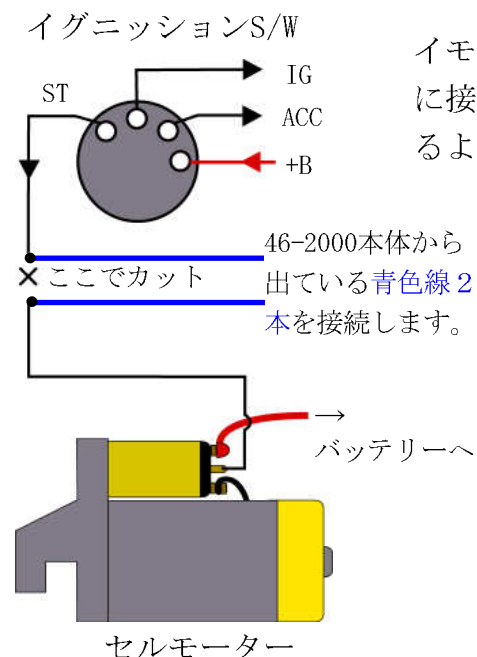 イグニッションS/W
イモ
に接
るよ
IG
ST
ACC
+B
46-2000本体から
出ている青色線２
本を接続します。
×ここでカット
→
バッテリーへ
セルモーター